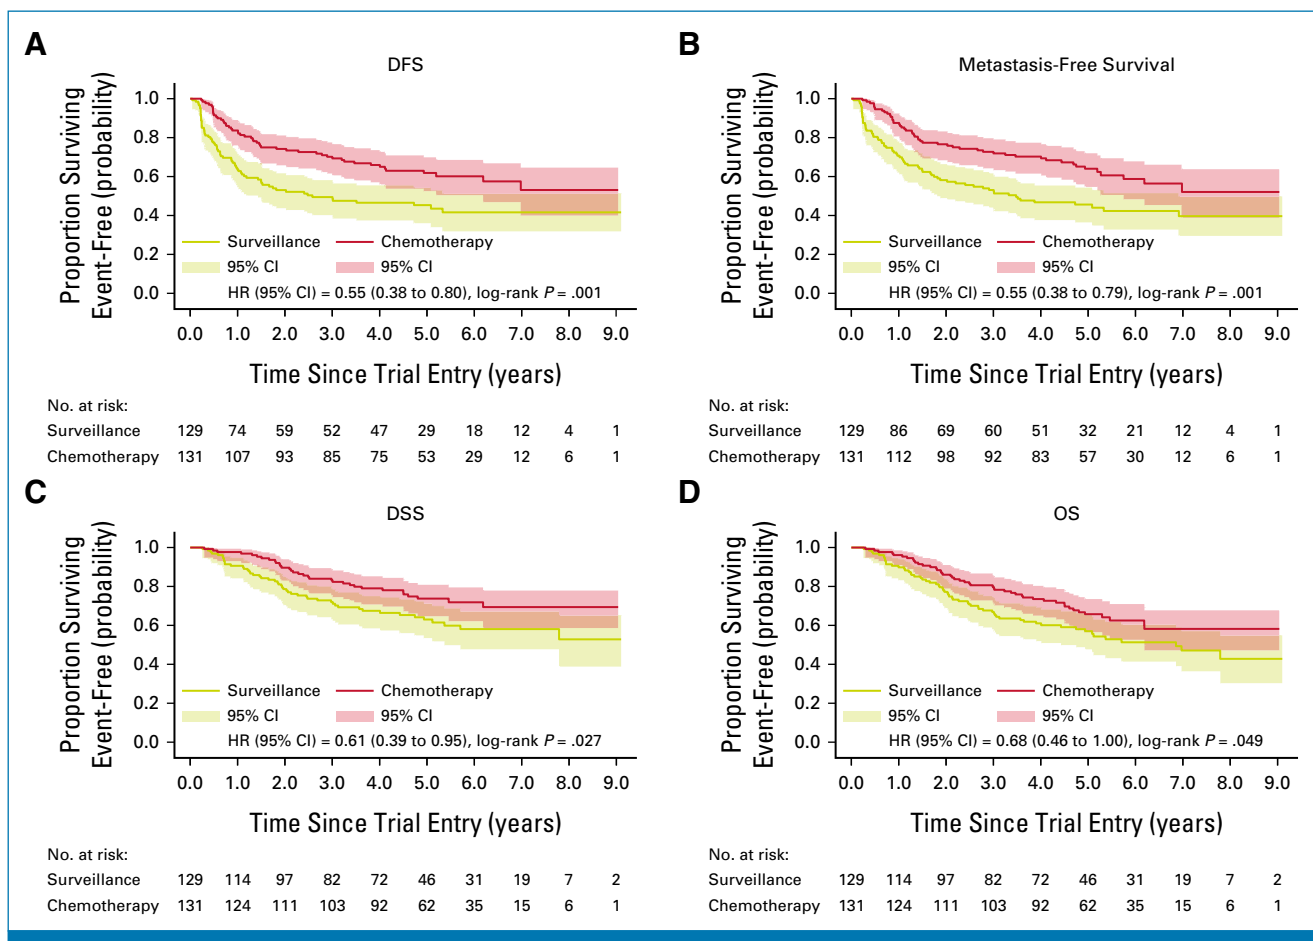 A
DFS
Proportion Surviving
Event-Free (probability)
1.0
0.8
0.6
0.4
0.2
0.0
Surveillance Chemotherapy
95% CI 95% CI
HR (95% CI) = 0.55 (0.38 to 0.80), log-rank P = .001
0.0 1.0 2.0 3.0 4.0 5.0 6.0 7.0 8.0 9.0
Time Since Trial Entry (years)
No. at risk:
Surveillance 129 74 59 52 47 29 18 12 4 1
Chemotherapy 131 107 93 85 75 53 29 12 6 1
B
Metastasis-Free Survival
Proportion Surviving
Event-Free (probability)
1.0
0.8
0.6
0.4
0.2
0.0
Surveillance Chemotherapy
95% CI 95% CI
HR (95% CI) = 0.55 (0.38 to 0.79), log-rank P = .001
0.0 1.0 2.0 3.0 4.0 5.0 6.0 7.0 8.0 9.0
Time Since Trial Entry (years)
No. at risk:
Surveillance 129 86 69 60 51 32 21 12 4 1
Chemotherapy 131 112 98 92 83 57 30 12 6 1
C
DSS
Proportion Surviving
Event-Free (probability)
1.0
0.8
0.6
0.4
0.2
0.0
Surveillance Chemotherapy
95% CI 95% CI
HR (95% CI) = 0.61 (0.39 to 0.95), log-rank P = .027
0.0 1.0 2.0 3.0 4.0 5.0 6.0 7.0 8.0 9.0
Time Since Trial Entry (years)
No. at risk:
Surveillance 129 114 97 82 72 46 31 19 7 2
Chemotherapy 131 124 111 103 92 62 35 15 6 1
D
OS
Proportion Surviving
Event-Free (probability)
1.0
0.8
0.6
0.4
0.2
0.0
Surveillance Chemotherapy
95% CI 95% CI
HR (95% CI) = 0.68 (0.46 to 1.00), log-rank P = .049
0.0 1.0 2.0 3.0 4.0 5.0 6.0 7.0 8.0 9.0
Time Since Trial Entry (years)
No. at risk:
Surveillance 129 114 97 82 72 46 31 19 7 2
Chemotherapy 131 124 111 103 92 62 35 15 6 1